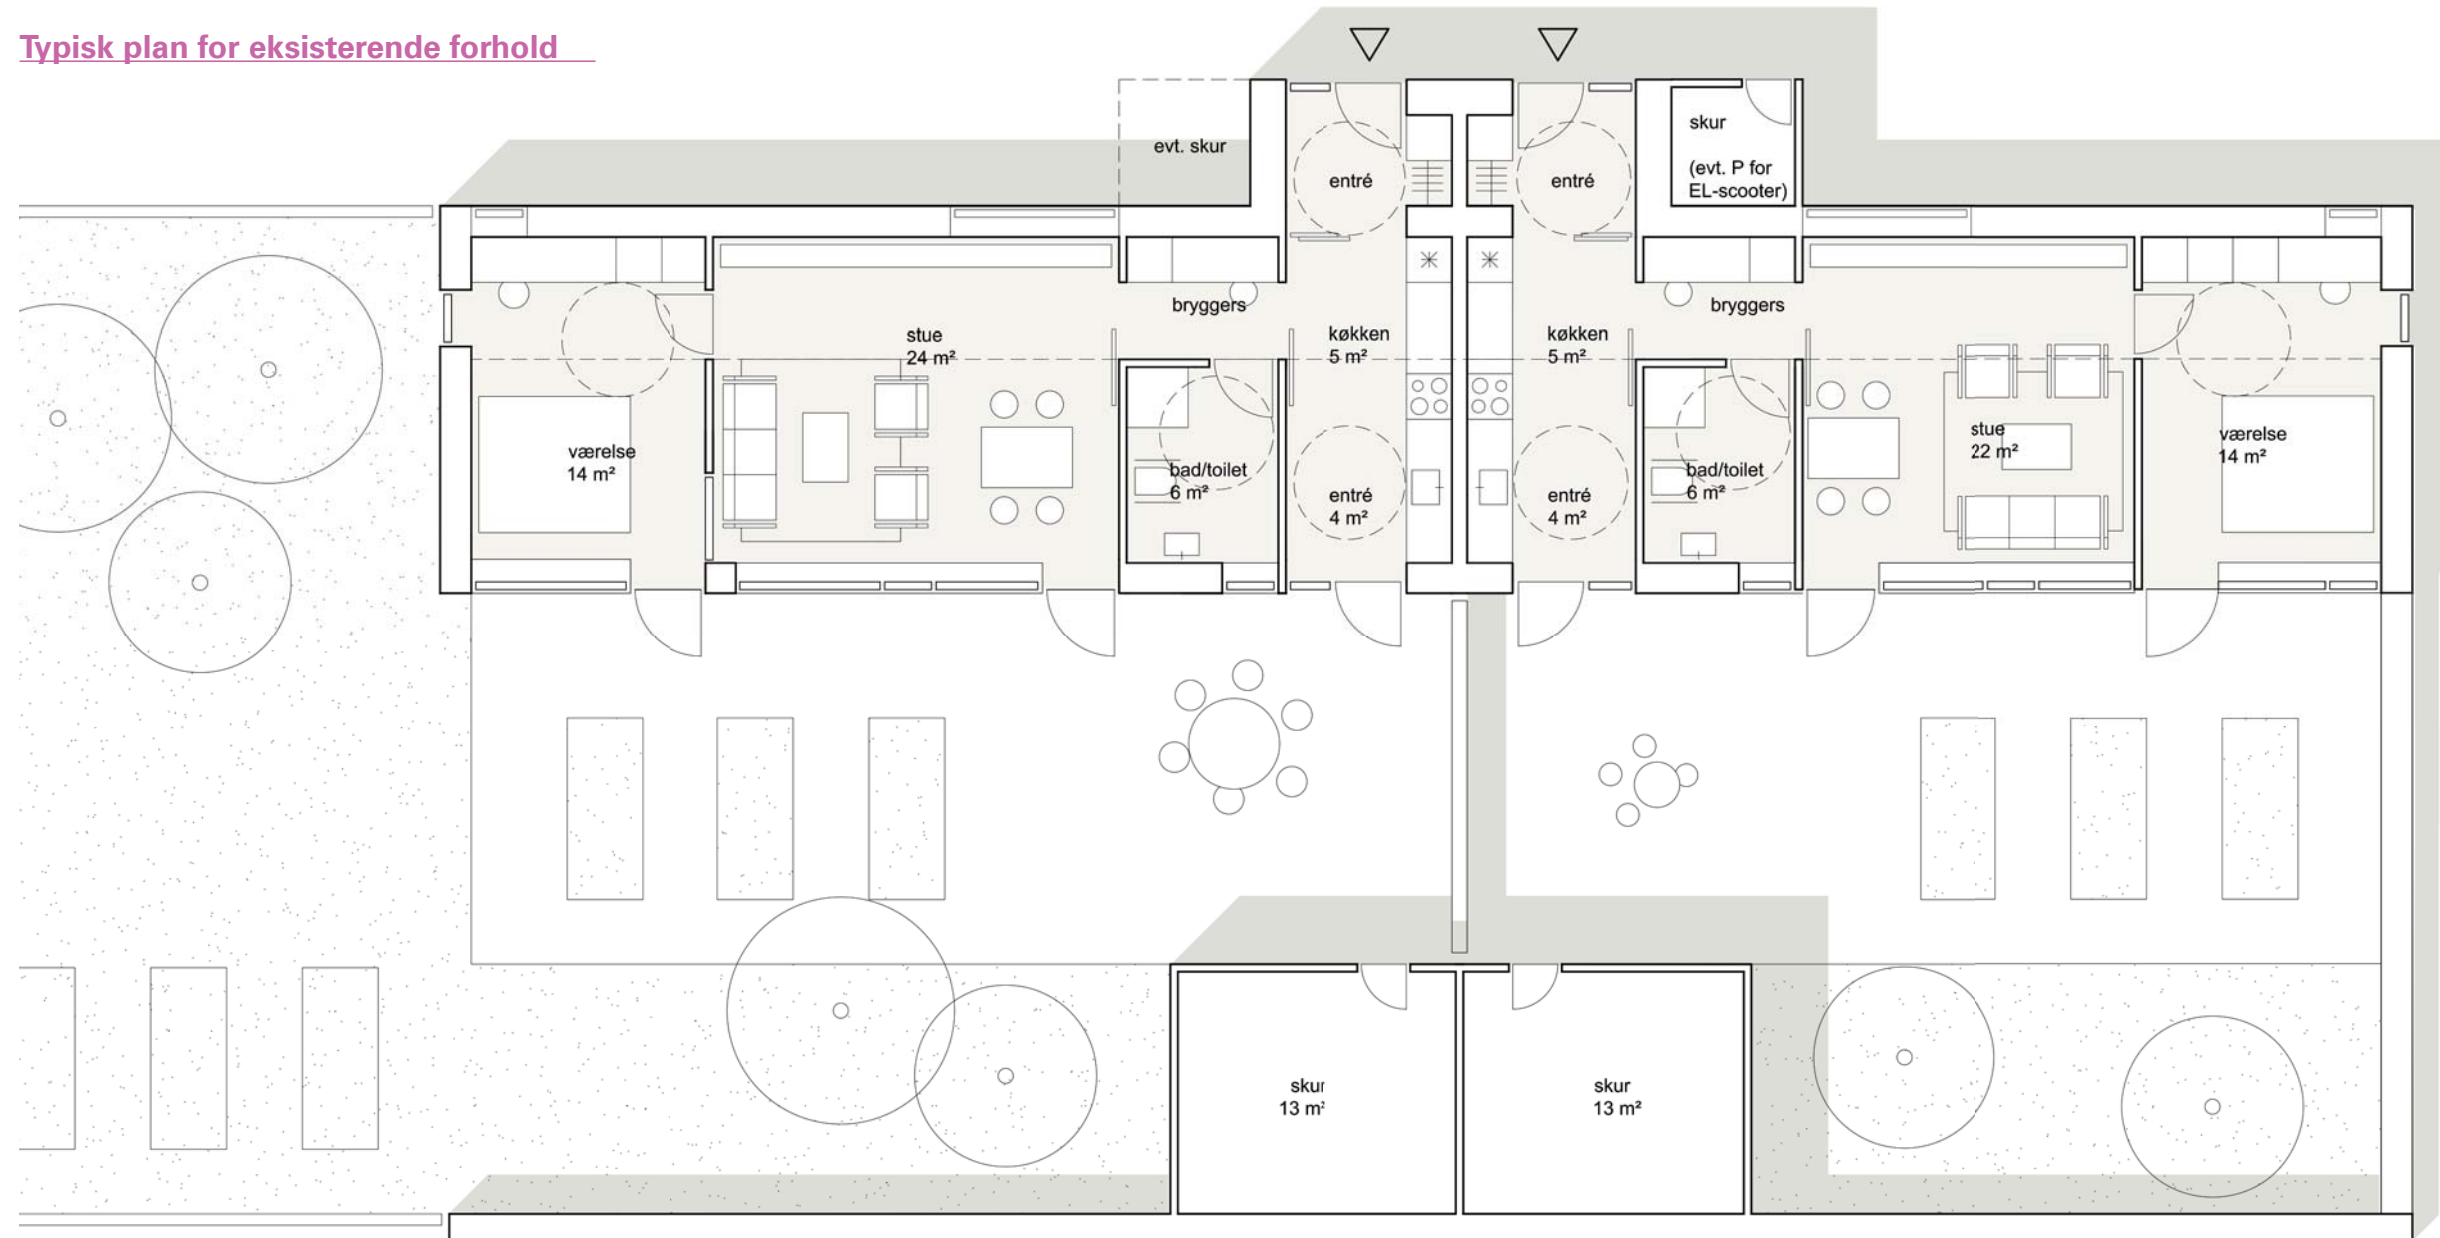 Typisk plan for eksisterende forhold
evt. skur
entré
entré
skur
(evt. P for
EL-scooter)
bryggers
bryggers
stue
24 m²
køkken
5 m²
køkken
5 m²
værelse
14 m²
bad/toilet
6 m²
entré
4 m²
entré
4 m²
bad/toilet
6 m²
stue
22 m²
værelse
14 m²
skur
13 m²
skur
13 m²